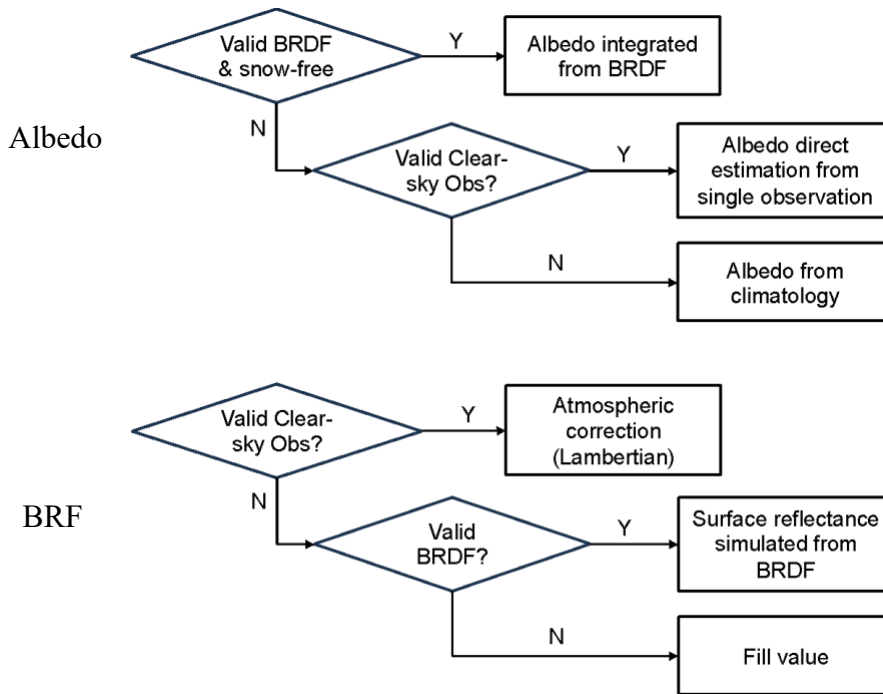 Valid BRDF
& snow-free
Y
Albedo integrated
from BRDF
N
Albedo
Valid Clear-
sky Obs?
Y
Albedo direct
estimation from
single observation
N
Albedo from
climatology
Valid Clear-
sky Obs?
Y
Atmospheric
correction
(Lambertian)
N
BRF
Valid
BRDF?
Y
Surface reflectance
simulated from
BRDF
N
Fill value